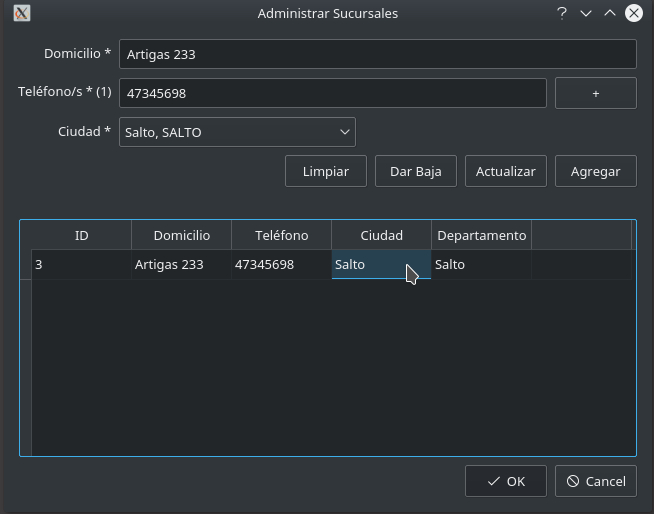 Administrar Sucursales
Domicilio * Artigas 233
Teléfono/s * (1) 47345698 +
Ciudad * Salto, SALTO
Limpiar Dar Baja Actualizar Agregar
ID Domicilio Teléfono Ciudad Departamento
3 Artigas 233 47345698 Salto Salto
OK Cancel